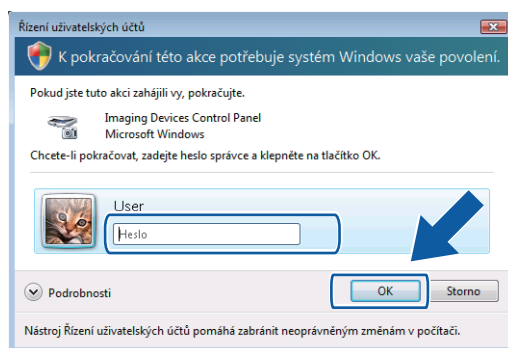 Řízení uživatelských účtů
K pokračování této akce potřebuje systém Windows vaše povolení.
Pokud jste tuto akci zahájili vy, pokračujte.
Imaging Devices Control Panel
Microsoft Windows
Chcete-li pokračovat, zadejte heslo správce a klepněte na tlačítko OK.
User
Heslo
Podrobnosti
OK
Storno
Nástroj Řízení uživatelských účtů pomáhá zabránit neoprávněným změnám v počítači.